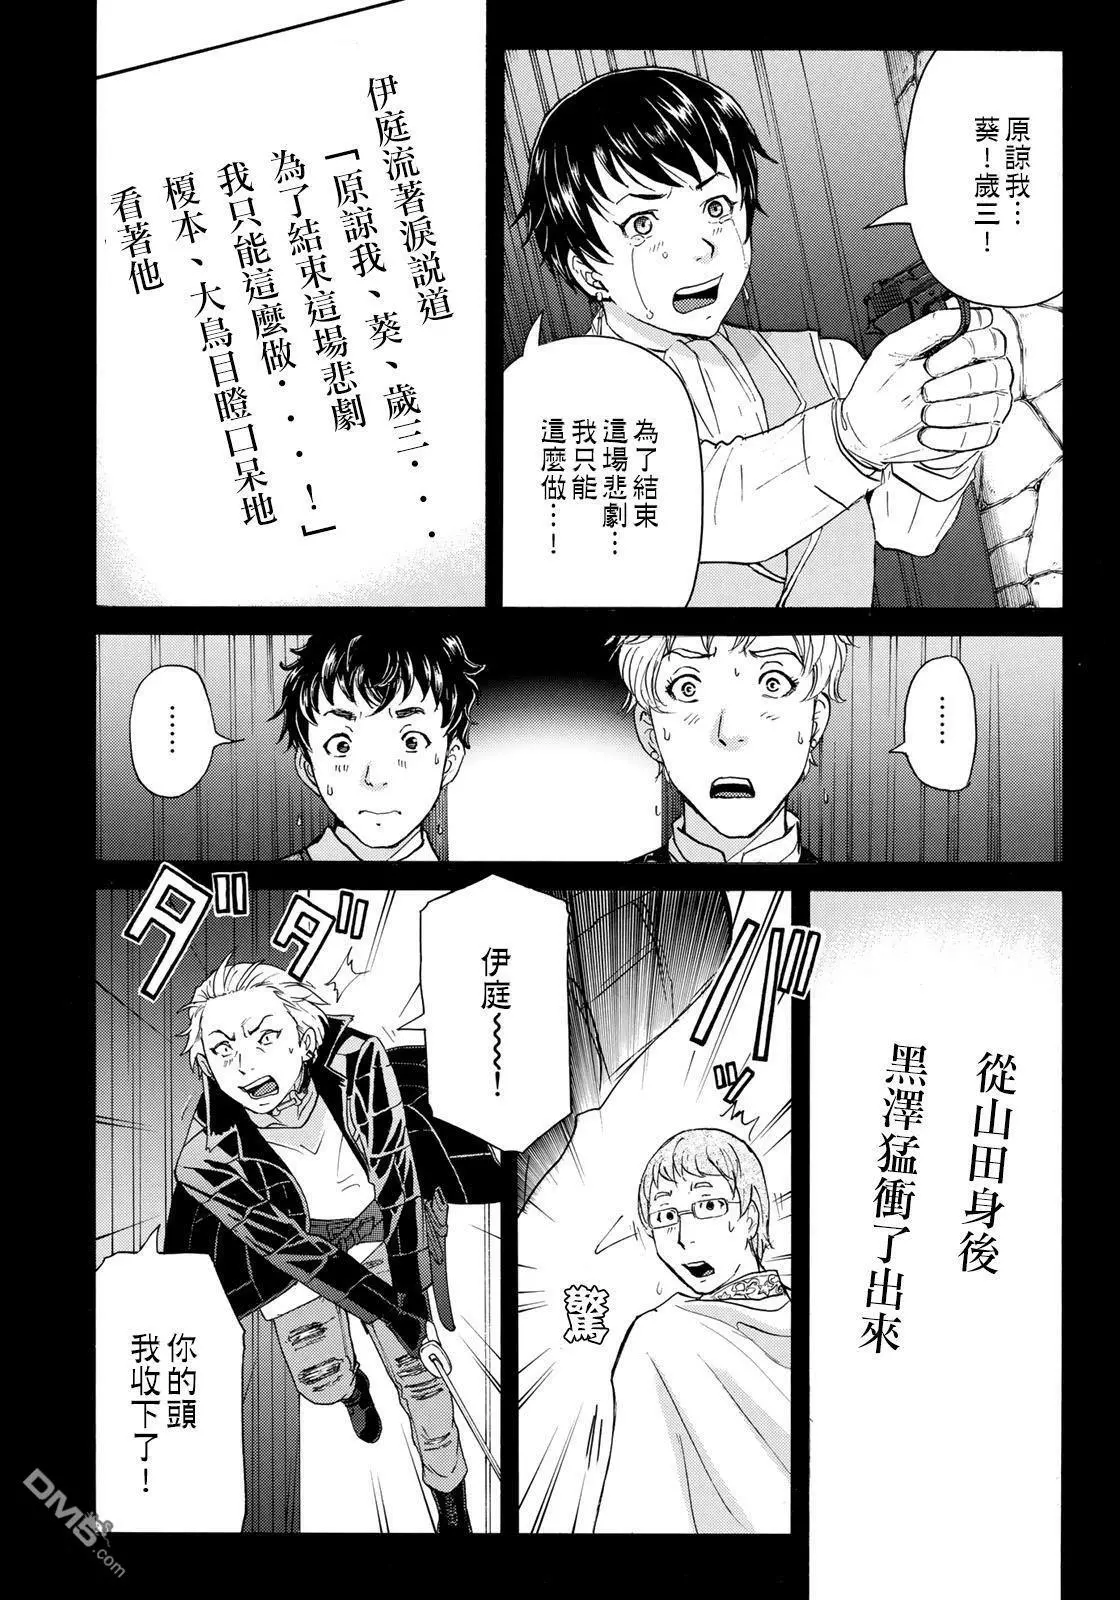 原諒我…
葵！歲三！
為了結束
這場悲劇…
我只能
這麼做…！
伊庭流著淚說道
「原諒我、葵、歲三．．．
為了結束這場悲劇
我只能這麼做．．．！」
榎本、大鳥目瞪口呆地
看著他
……
……
從山田身後
黑澤猛衝了出來
ダダダ
驚
伊庭～～！
你的頭
我收下了！
DM5.com